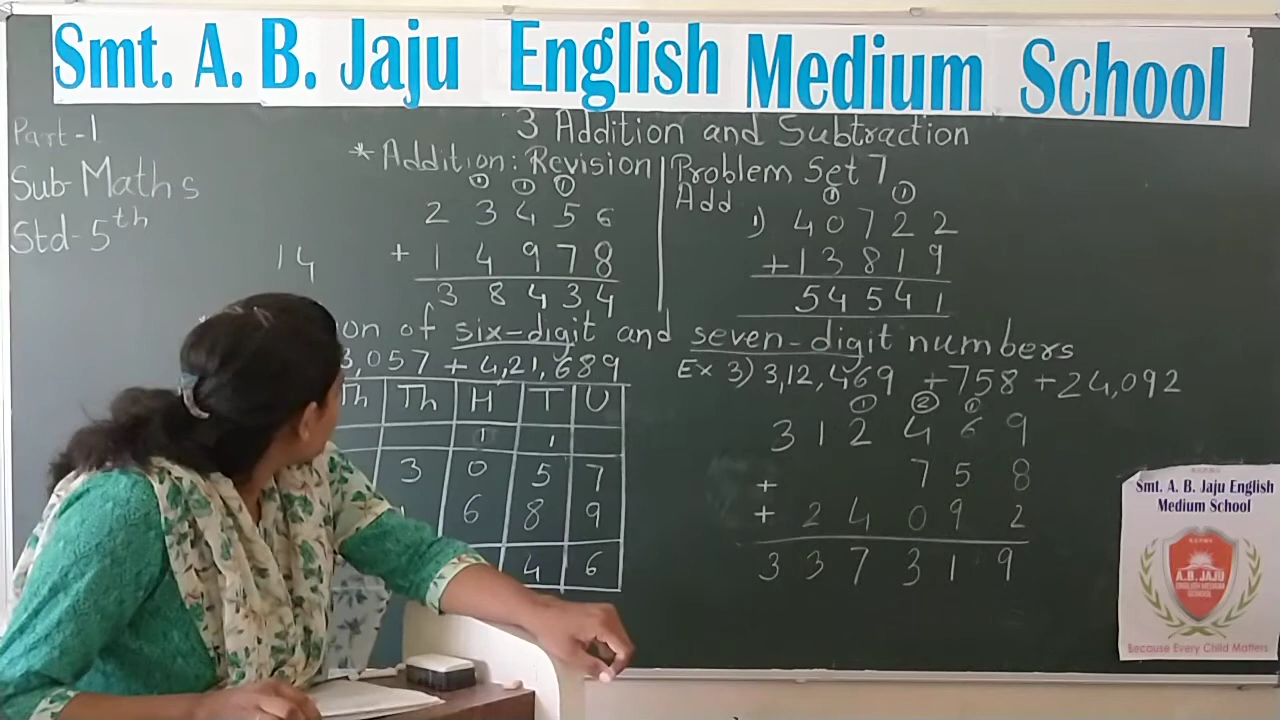 Smt. A. B. Jaju English Medium School
Part-1
Sub-Maths
Std-5th
3 Addition and Subtraction
* Addition: Revision
1 1 1
2 3 4 5 6
+ 1 4 9 7 8
3 8 4 3 4
14
Problem Set 7
Add
1 1
1) 4 0 7 2 2
+ 1 3 8 1 9
5 4 5 4 1
on of six-digit and seven-digit numbers
3,057 + 4,21,689
Th Th H T U
1 1
3 0 5 7
6 8 9
4 6
Ex 3) 3,12,469 + 758 + 24,092
1 2 1
3 1 2 4 6 9
+ 7 5 8
+ 2 4 0 9 2
3 3 7 3 1 9
Smt. A. B. Jaju English
Medium School
A.B. JAJU
ENGLISH MEDIUM
SCHOOL
Because Every Child Matters